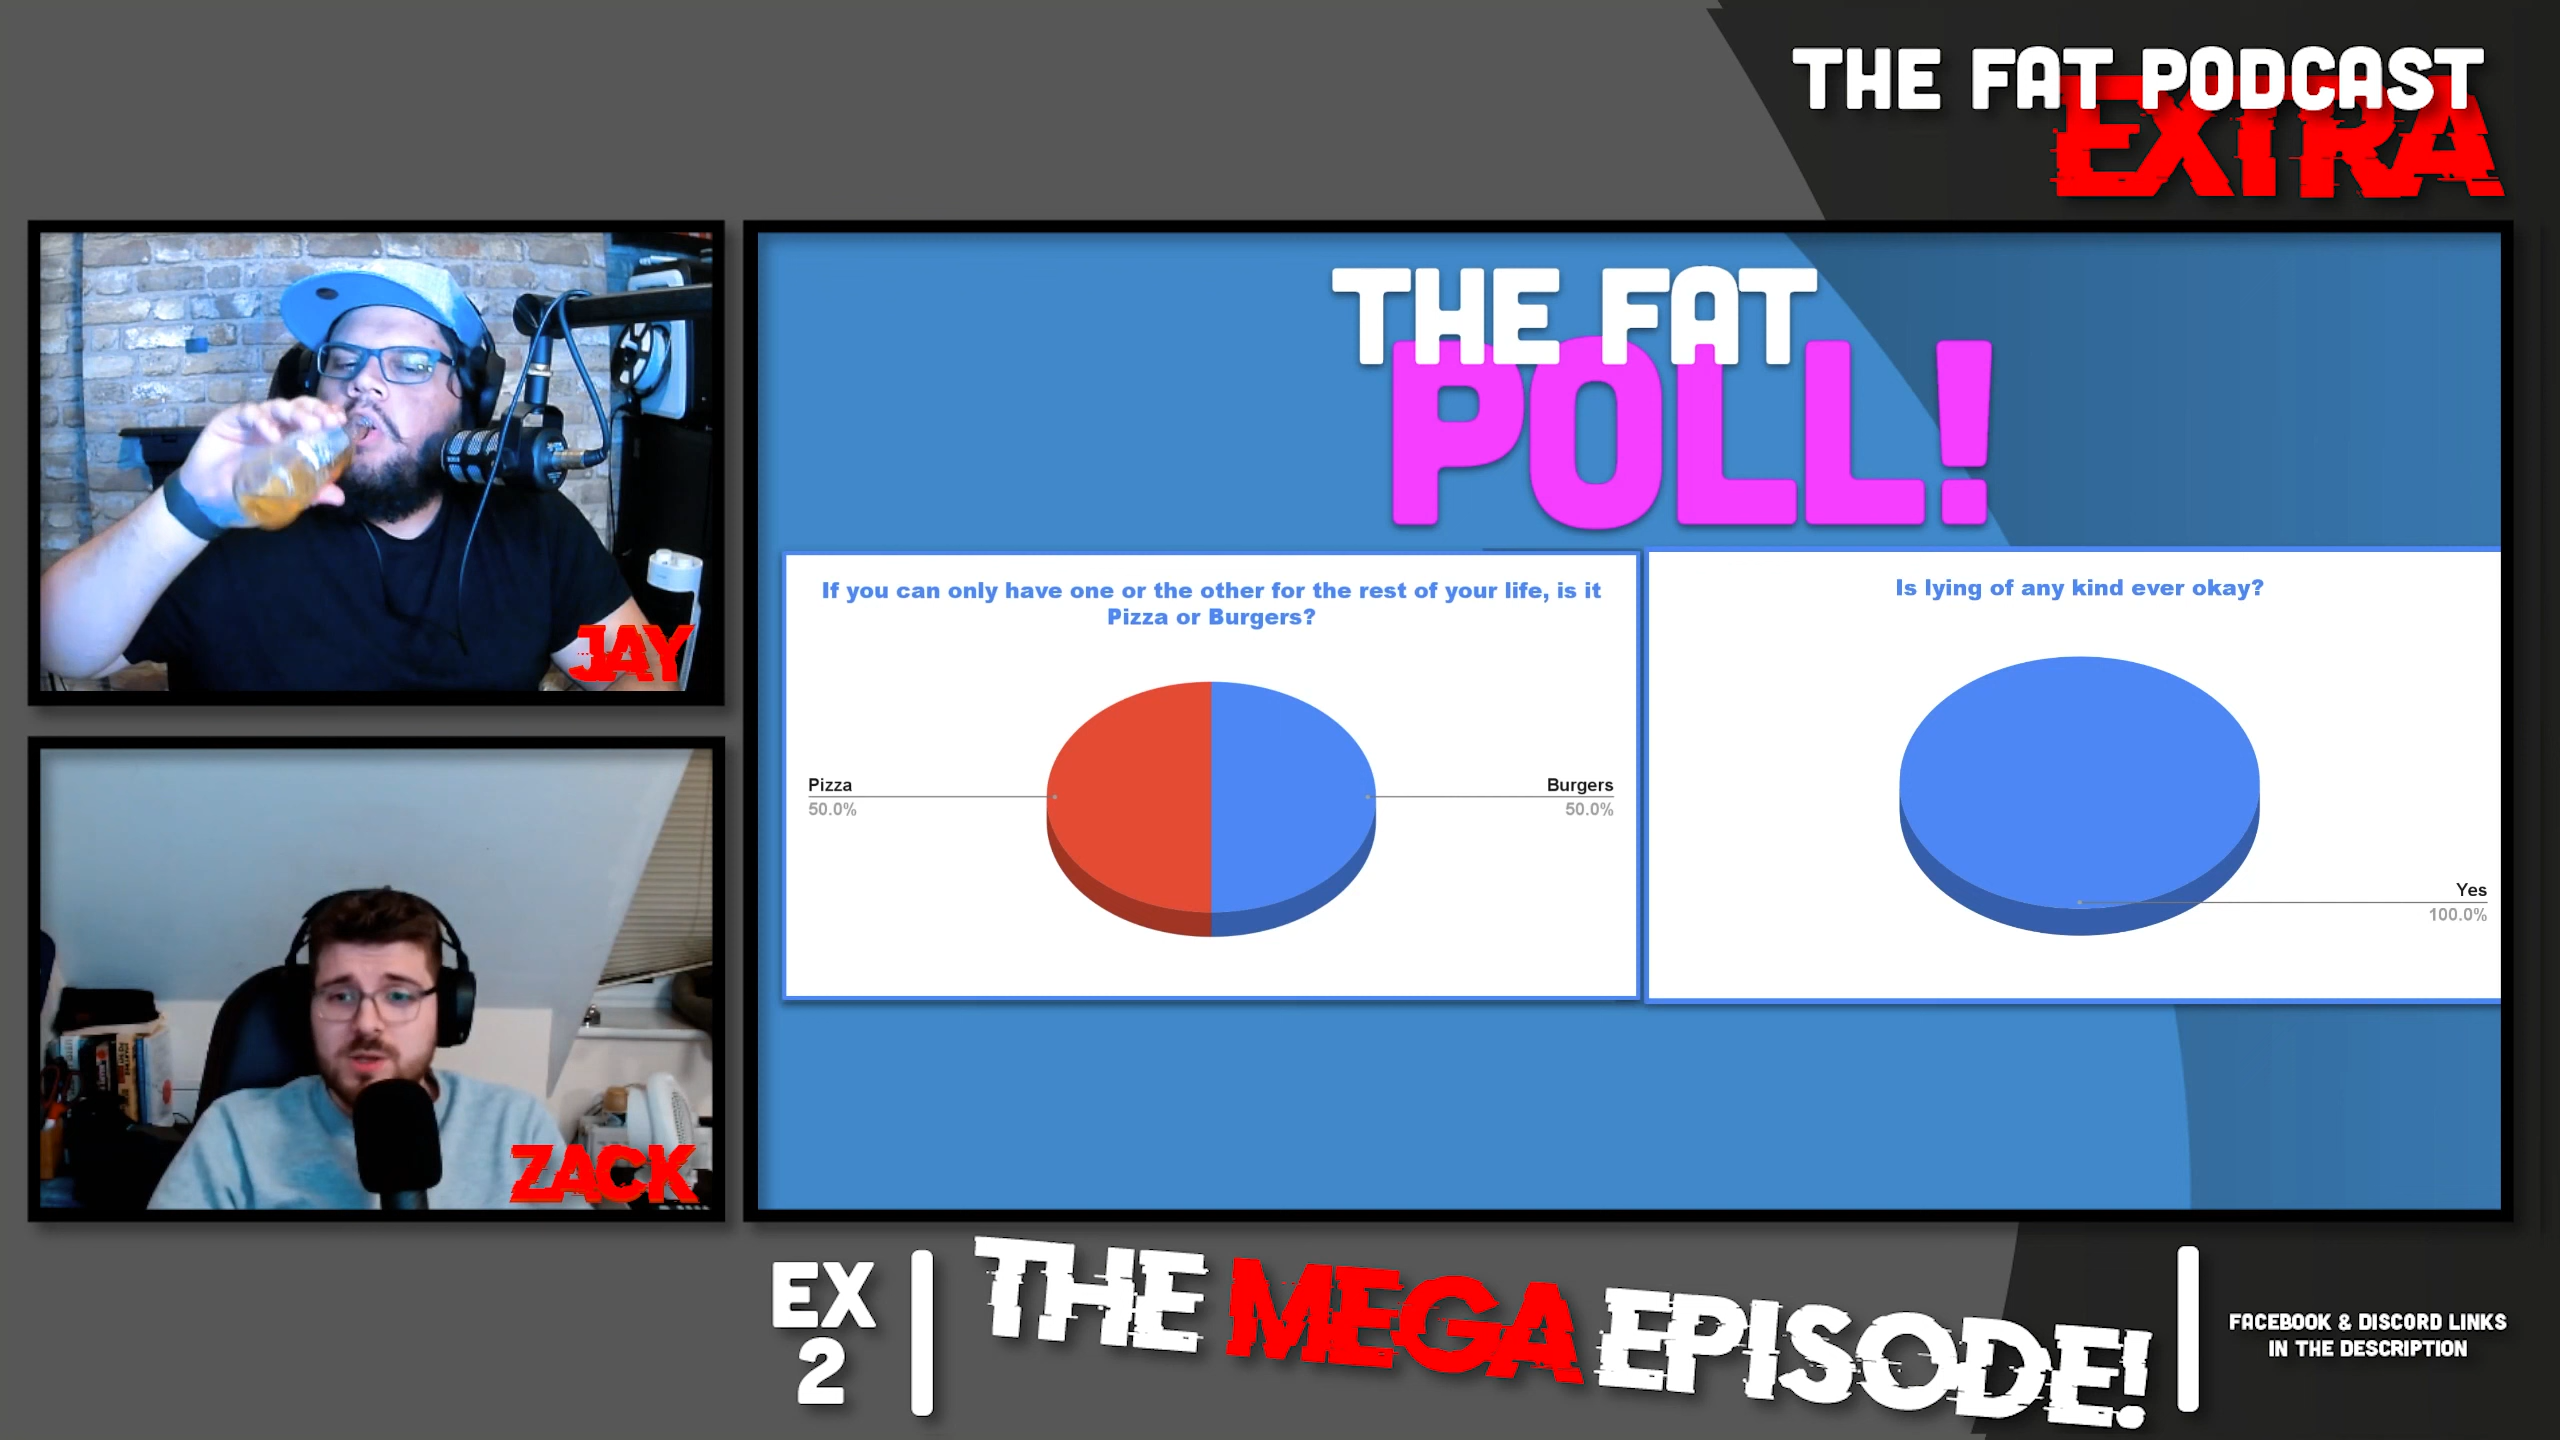 THE FAT PODCAST
EXTRA
THE FAT
POLL!
If you can only have one or the other for the rest of your life, is it
Pizza or Burgers?
Pizza
50.0%
Burgers
50.0%
Is lying of any kind ever okay?
Yes
100.0%
JAY
ZACK
EX
2
THE MEGA EPISODE!
FACEBOOK & DISCORD LINKS
IN THE DESCRIPTION